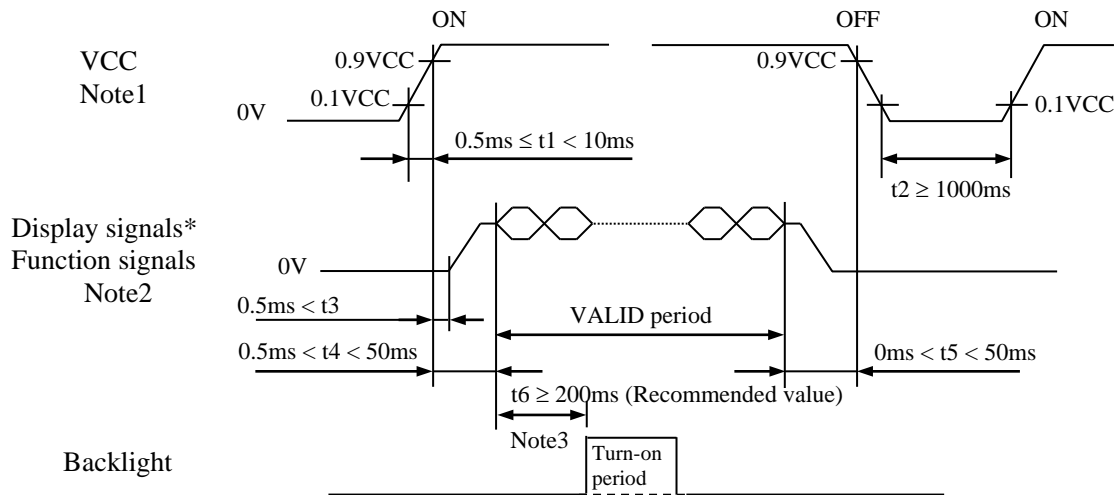 ON OFF ON
VCC
Note1
0.9VCC
0.9VCC
0.1VCC
0.1VCC
0V
0.5ms ≤ t1 < 10ms
t2 ≥ 1000ms
Display signals*
Function signals
Note2
0V
0.5ms < t3
VALID period
0.5ms < t4 < 50ms
0ms < t5 < 50ms
t6 ≥ 200ms (Recommended value)
Note3
Backlight
Turn-on
period